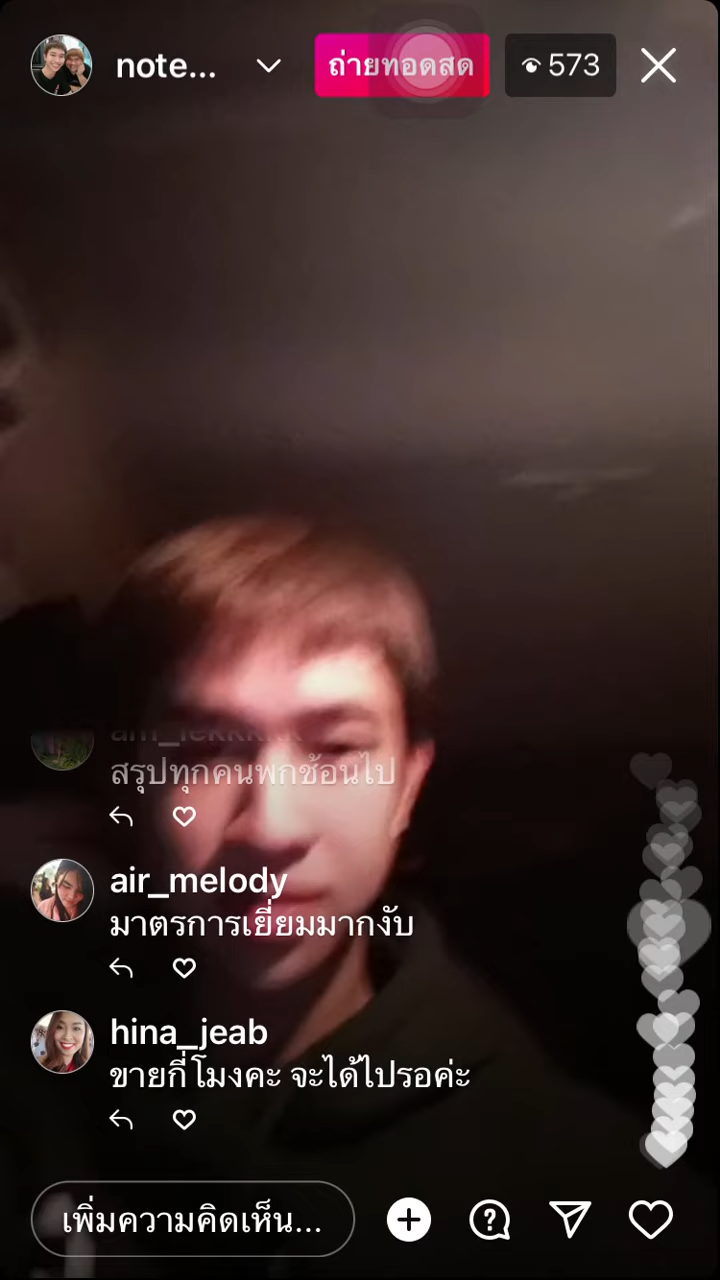 note...
ถ่ายทอดสด
573
สรุปทุกคนพกช้อนไป
air_melody
มาตรการเยี่ยมมากงับ
hina_jeab
ขายกี่โมงคะ จะได้ไปรอค่ะ
เพิ่มความคิดเห็น...